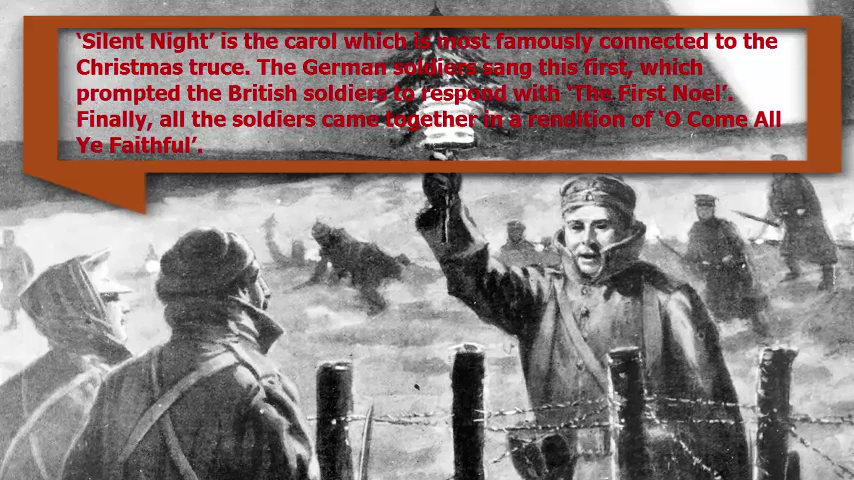 ‘Silent Night’ is the carol which is most famously connected to the
Christmas truce. The German soldiers sang this first, which
prompted the British soldiers to respond with ‘The First Noel’.
Finally, all the soldiers came together in a rendition of ‘O Come All
Ye Faithful’.